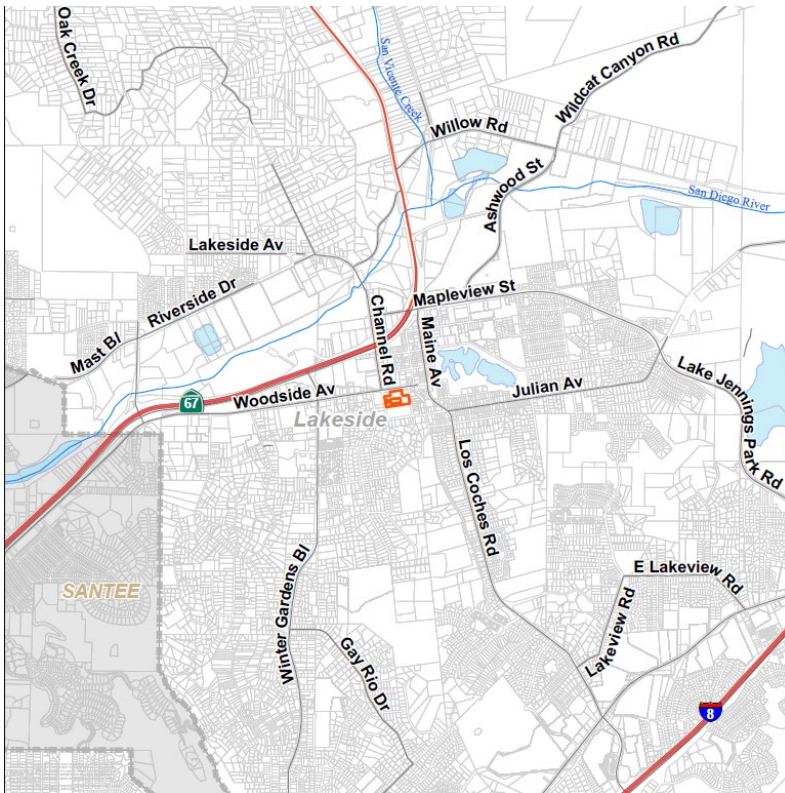 Oak Creek Dr
San Vicente Creek
Wildcat Canyon Rd
Willow Rd
Ashwood St
San Diego River
Lakeside Av
Riverside Dr
Mapleview St
Channel Rd
Maine Av
Mast Bl
Lake Jennings Park Rd
Woodside Av
67
Julian Av
Lakeside
Los Coches Rd
Winter Gardens Bl
E Lakeview Rd
SANTEE
Lakeview Rd
Gay Rio Dr
8